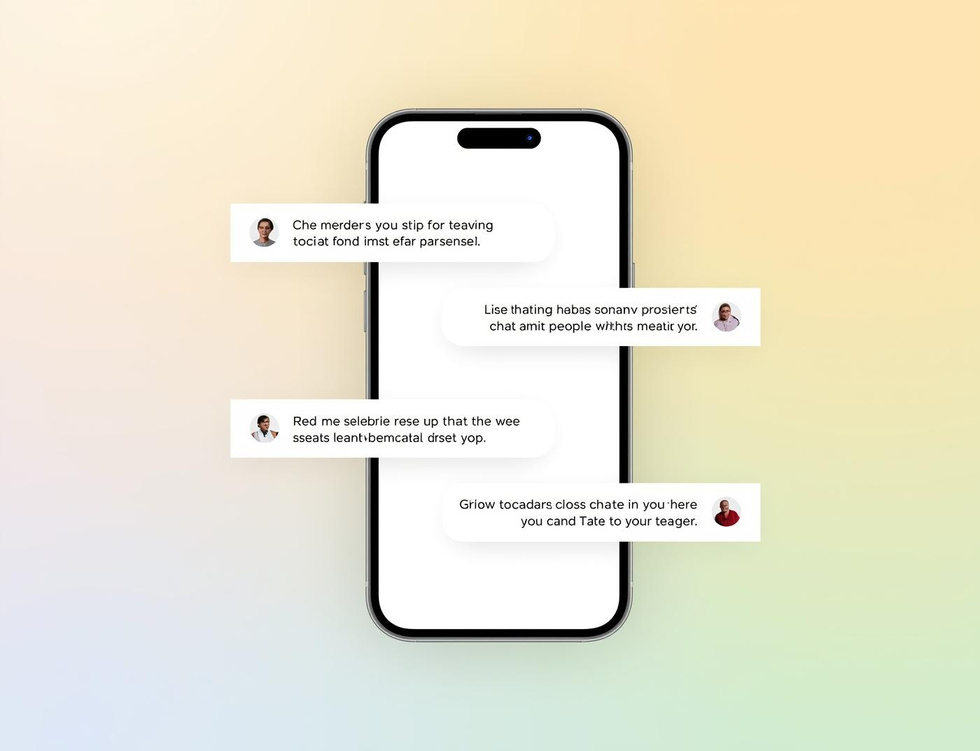 Che merders you stip for teaving
tociat fond imst efar parsensel.
Lise thating habas sonanv prosierts
chat amit people meatir yor.
Red me selebrie rese up that the wee
sseats leant bemcatal drset yop.
Griow tocadars closs chate in you here
you cand Tate to your teager.